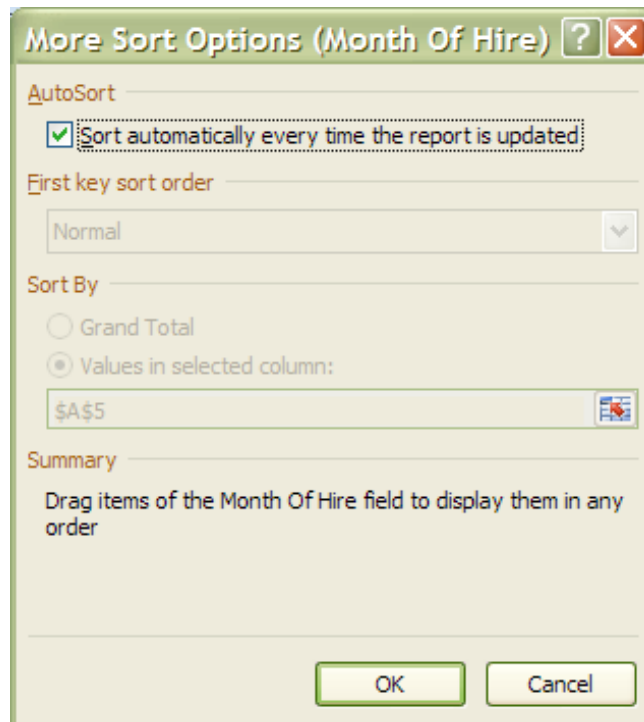 More Sort Options (Month Of Hire) ?
AutoSort
Sort automatically every time the report is updated
First key sort order
Normal
Sort By
Grand Total
Values in selected column:
$A$5
Summary
Drag items of the Month Of Hire field to display them in any
order
OK Cancel